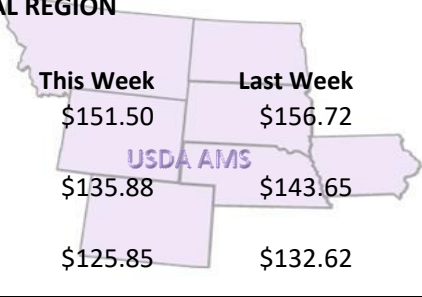 AL REGION
This Week Last Week
$151.50 $156.72
USDA AMS
$135.88 $143.65
$125.85 $132.62